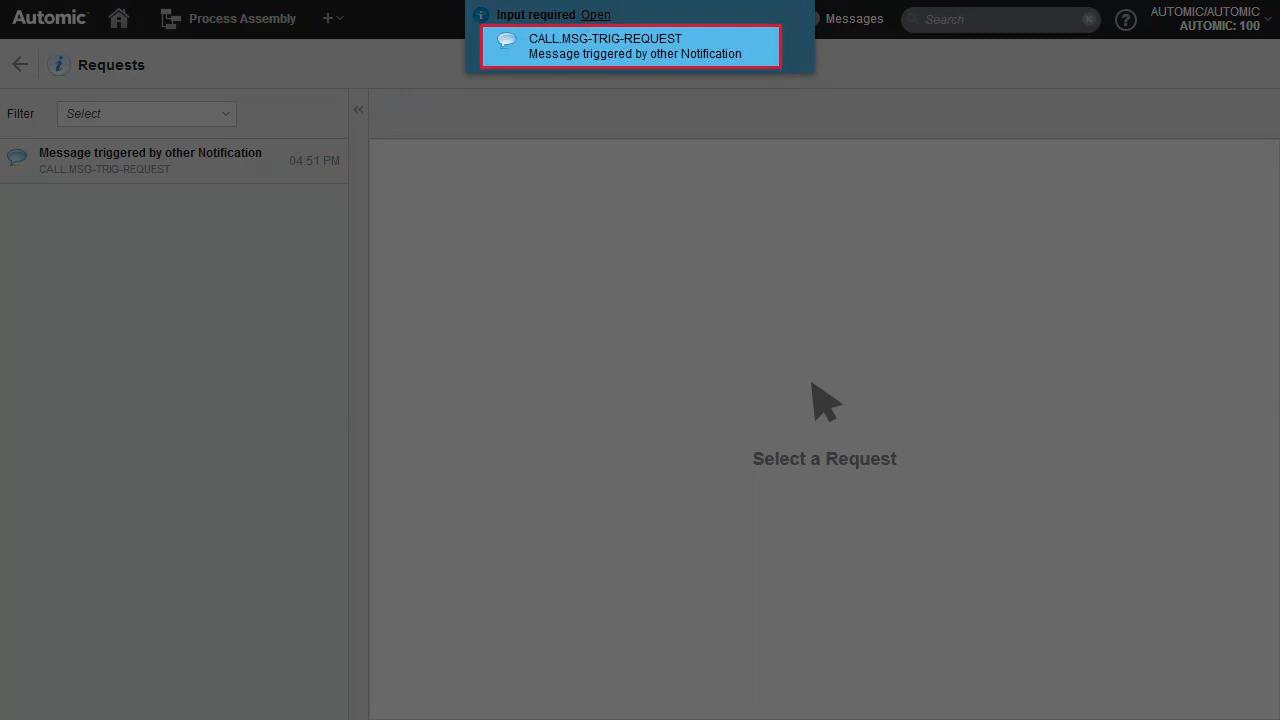 Automic
Process Assembly
Input required Open
CALL.MSG-TRIG-REQUEST
Message triggered by other Notification
Messages
Search
AUTOMIC/AUTOMIC
AUTOMIC: 100
Requests
Filter
Select
Message triggered by other Notification
CALL.MSG-TRIG-REQUEST
04:51 PM
Select a Request